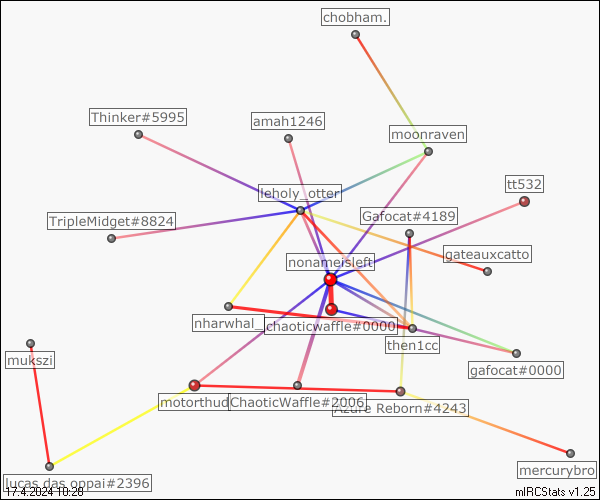 chobham.
Thinker#5995
amah1246
moonraven
leholy_otter
tt532
TripleMidget#8824
Gafocat#4189
nonameisleft
gateauxcatto
nharwhal_
chaoticwaffle#0000
then1cc
mukszi
gafocat#0000
motorthud
ChaoticWaffle#2006
Azure Reborn#4243
mercurybro
lucas das oppai#2396
17.4.2024 10:28
mIRCStats v1.25